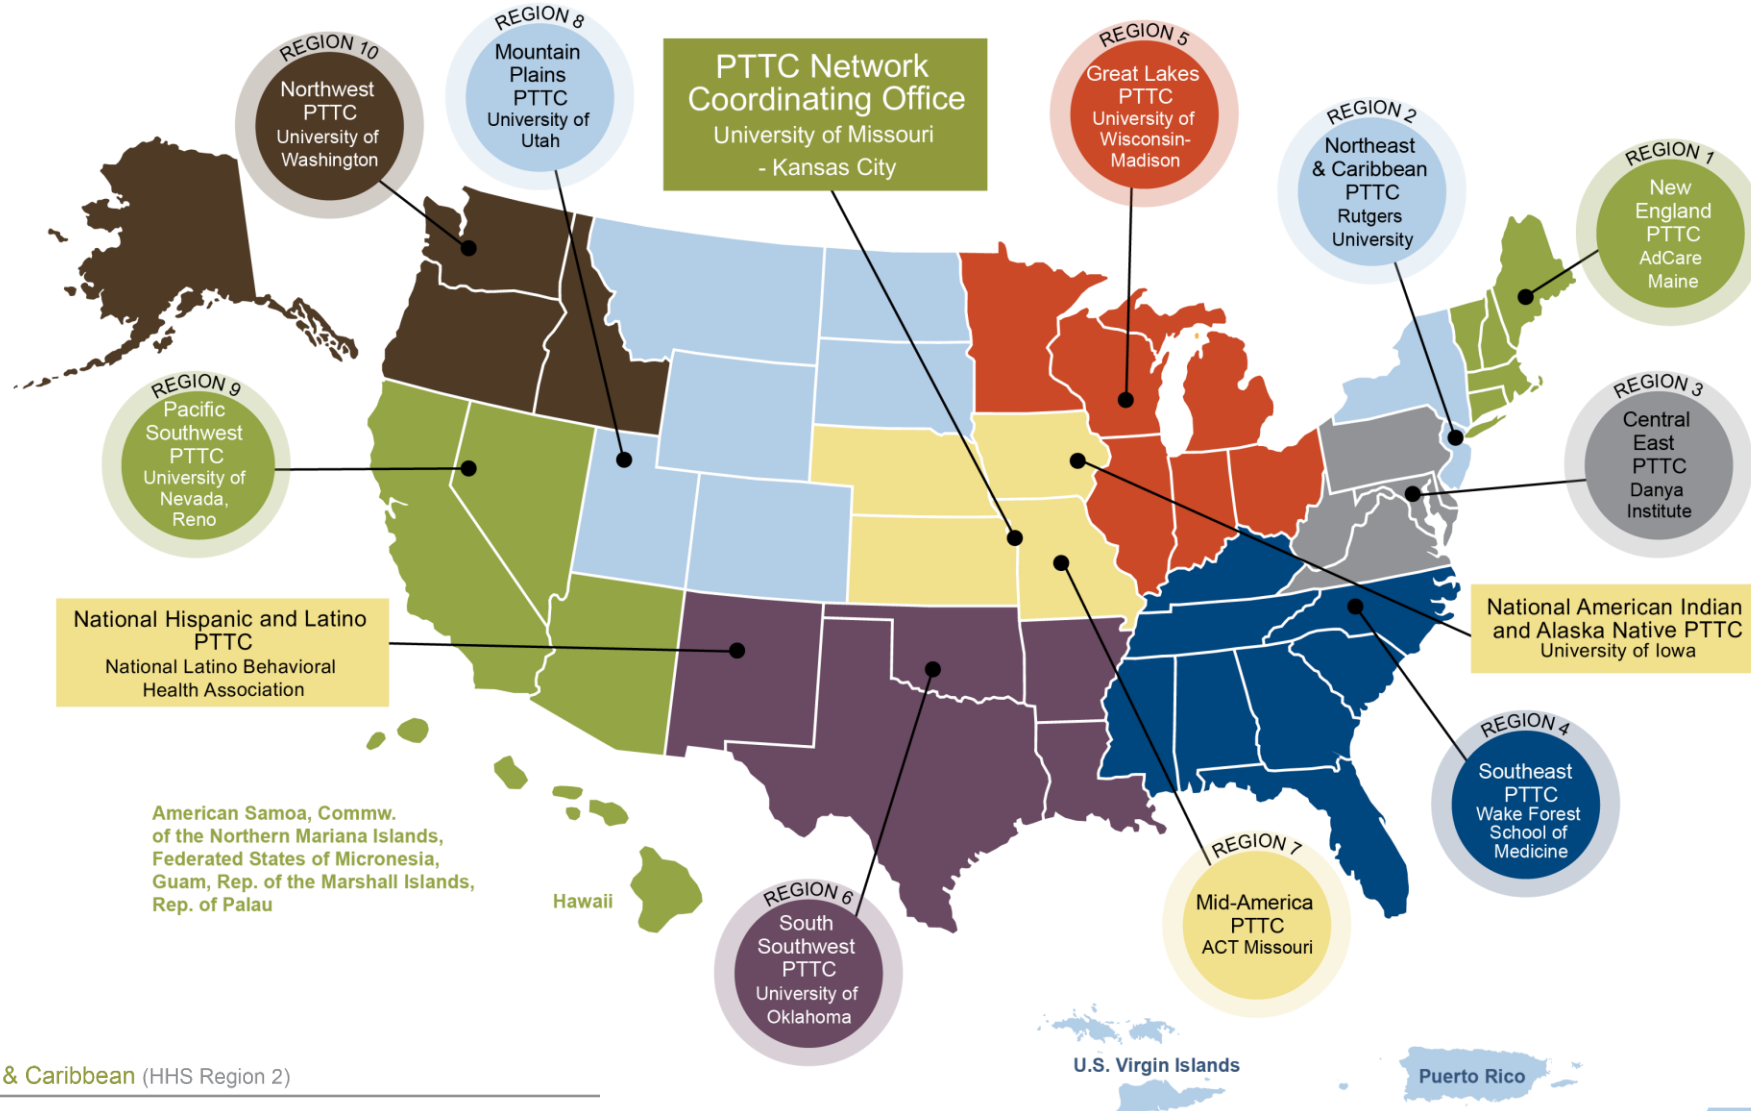 REGION 10
Northwest
PTTC
University of
Washington
REGION 8
Mountain
Plains
PTTC
University of
Utah
PTTC Network
Coordinating Office
University of Missouri
- Kansas City
REGION 5
Great Lakes
PTTC
University of
Wisconsin-
Madison
REGION 2
Northeast
& Caribbean
PTTC
Rutgers
University
REGION 1
New
England
PTTC
AdCare
Maine
REGION 9
Pacific
Southwest
PTTC
University of
Nevada,
Reno
REGION 3
Central
East
PTTC
Danya
Institute
National Hispanic and Latino
PTTC
National Latino Behavioral
Health Association
National American Indian
and Alaska Native PTTC
University of Iowa
REGION 4
Southeast
PTTC
Wake Forest
School of
Medicine
American Samoa, Commw.
of the Northern Mariana Islands,
Federated States of Micronesia,
Guam, Rep. of the Marshall Islands,
Rep. of Palau
Hawaii
REGION 6
South
Southwest
PTTC
University of
Oklahoma
REGION 7
Mid-America
PTTC
ACT Missouri
U.S. Virgin Islands
Puerto Rico
& Caribbean (HHS Region 2)